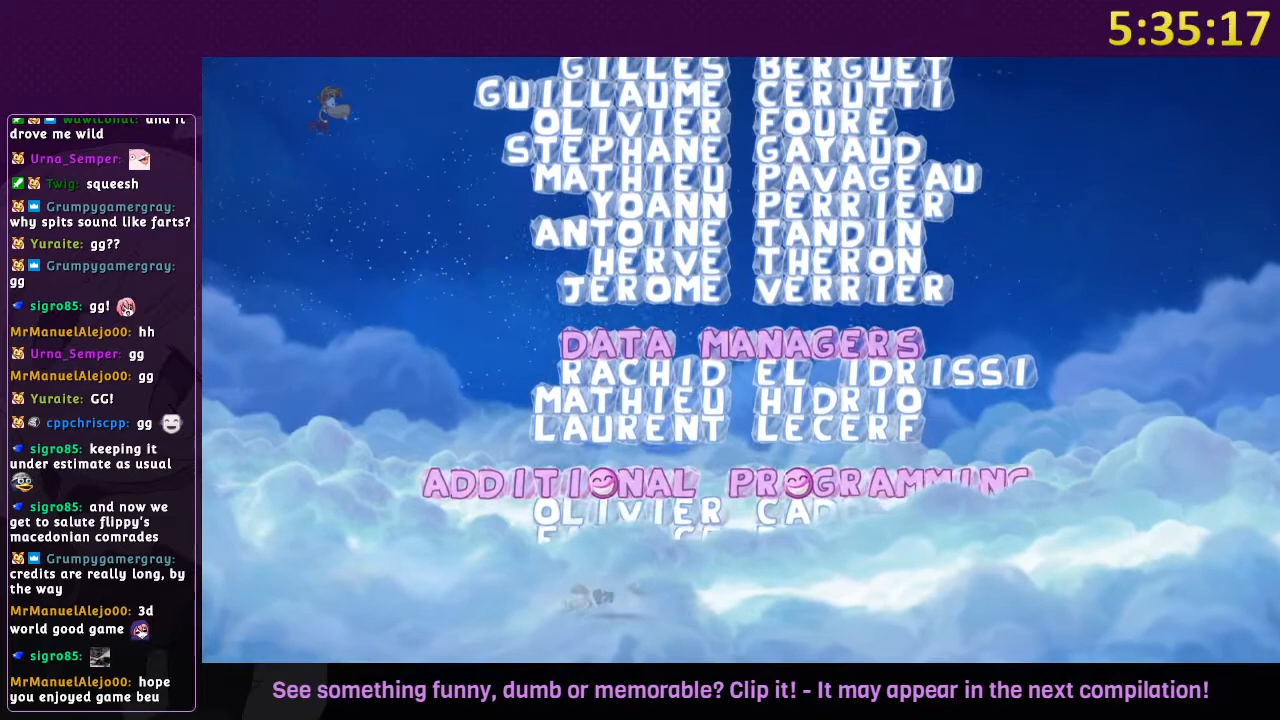 5:35:17
wawlconut: and it
drove me wild
Urna_Semper:
Twig: squeesh
Grumpygamergray:
why spits sound like farts?
Yuraite: gg??
Grumpygamergray:
gg
sigro85: gg!
MrManuelAlejo00: hh
Urna_Semper: gg
MrManuelAlejo00: gg
Yuraite: GG!
cppchriscpp: gg
sigro85: keeping it
under estimate as usual
sigro85: and now we
get to salute flippy's
macedonian comrades
Grumpygamergray:
credits are really long, by
the way
MrManuelAlejo00: 3d
world good game
sigro85:
MrManuelAlejo00: hope
you enjoyed game beu
GILLES BERGUET
GUILLAUME CERUTTI
OLIVIER FOURE
STEPHANE GAYAUD
MATHIEU PAVAGEAU
YOANN PERRIER
ANTOINE TANDIN
HERVE THERON
JEROME VERRIER
DATA MANAGERS
RACHID EL IDRISSI
MATHIEU HIDRIO
LAURENT LECERF
ADDITIONAL PROGRAMMING
OLIVIER
See something funny, dumb or memorable? Clip it! - It may appear in the next compilation!